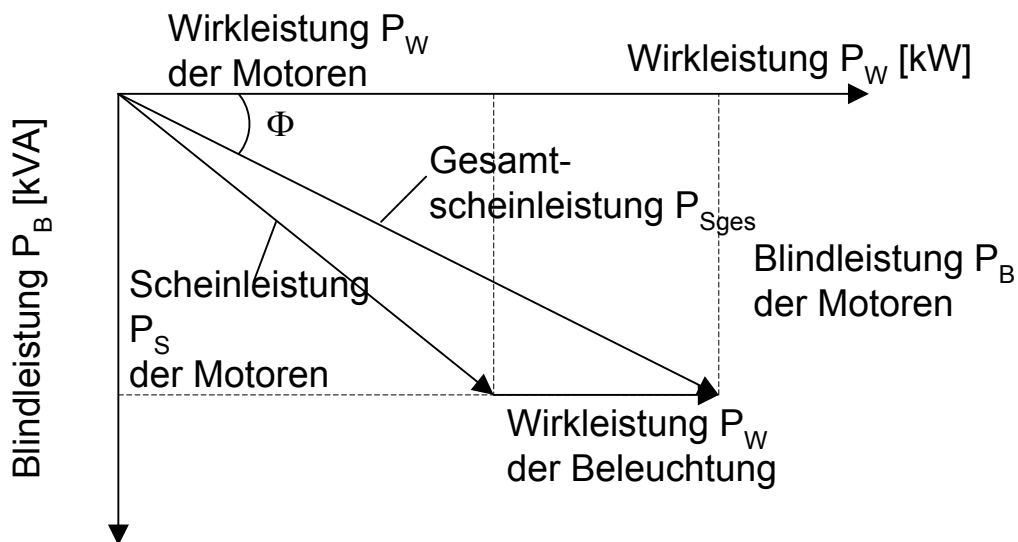 Wirkleistung P_W
der Motoren
Wirkleistung P_W [kW]
Φ
Gesamt-
scheinleistung P_Sges
Blindleistung P_B [kVA]
Scheinleistung
P_S
der Motoren
Blindleistung P_B
der Motoren
Wirkleistung P_W
der Beleuchtung